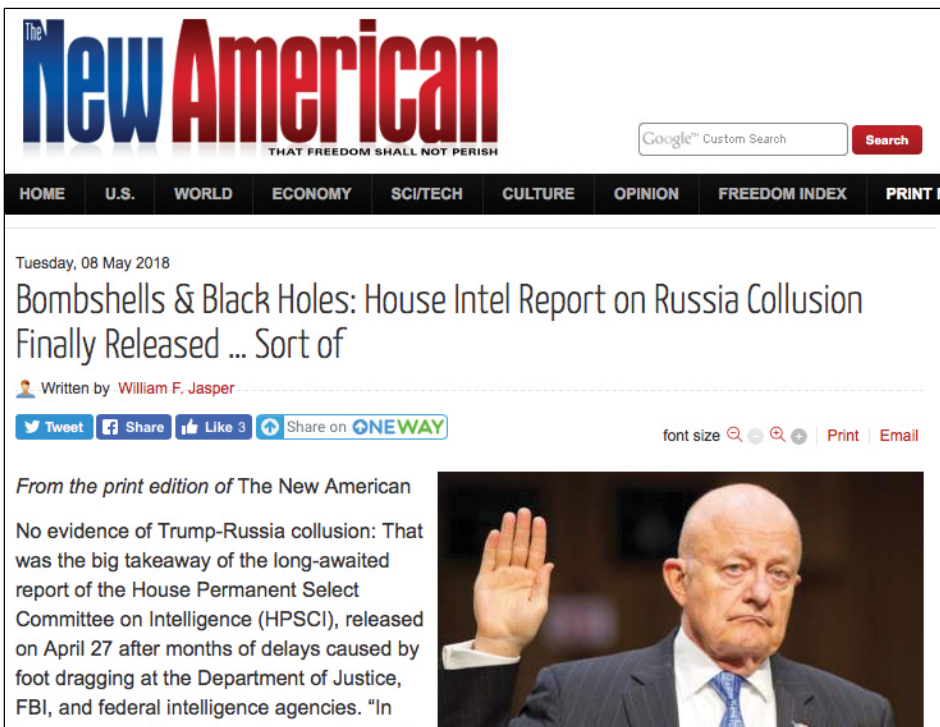 The
New American
THAT FREEDOM SHALL NOT PERISH
Google™ Custom Search
Search
HOME U.S. WORLD ECONOMY SCI/TECH CULTURE OPINION FREEDOM INDEX PRINT
Tuesday, 08 May 2018
Bombshells & Black Holes: House Intel Report on Russia Collusion
Finally Released ... Sort of
Written by William F. Jasper
Tweet Share Like 3 Share on ONEWAY
font size Print Email
From the print edition of The New American
No evidence of Trump-Russia collusion: That
was the big takeaway of the long-awaited
report of the House Permanent Select
Committee on Intelligence (HPSCI), released
on April 27 after months of delays caused by
foot dragging at the Department of Justice,
FBI, and federal intelligence agencies. “In